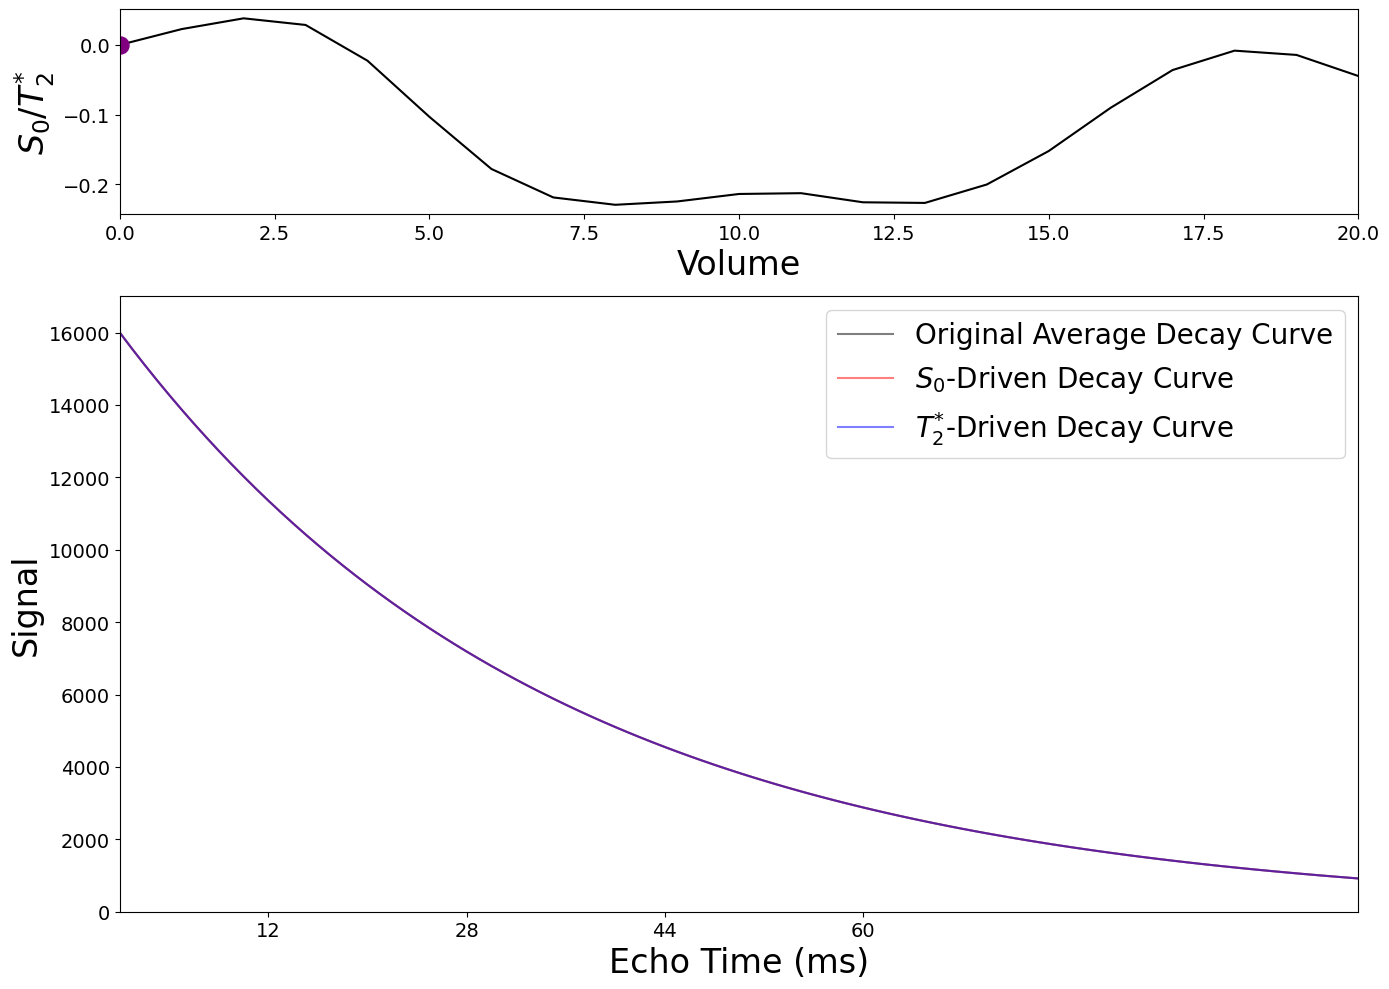 S₀/T₂*
0.0
−0.1
−0.2
0.0 2.5 5.0 7.5 10.0 12.5 15.0 17.5 20.0
Volume
Signal
16000
14000
12000
10000
8000
6000
4000
2000
0
Original Average Decay Curve
S₀-Driven Decay Curve
T₂*-Driven Decay Curve
12 28 44 60
Echo Time (ms)